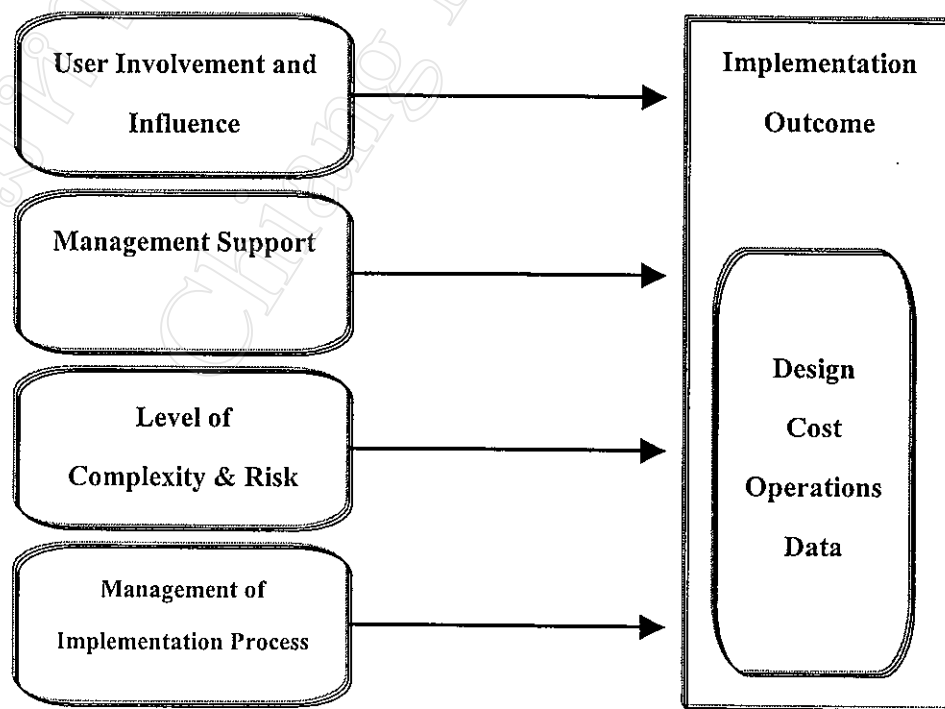 User Involvement and
Influence
Management Support
Level of
Complexity & Risk
Management of
Implementation Process
Implementation
Outcome
Design
Cost
Operations
Data
Chiang